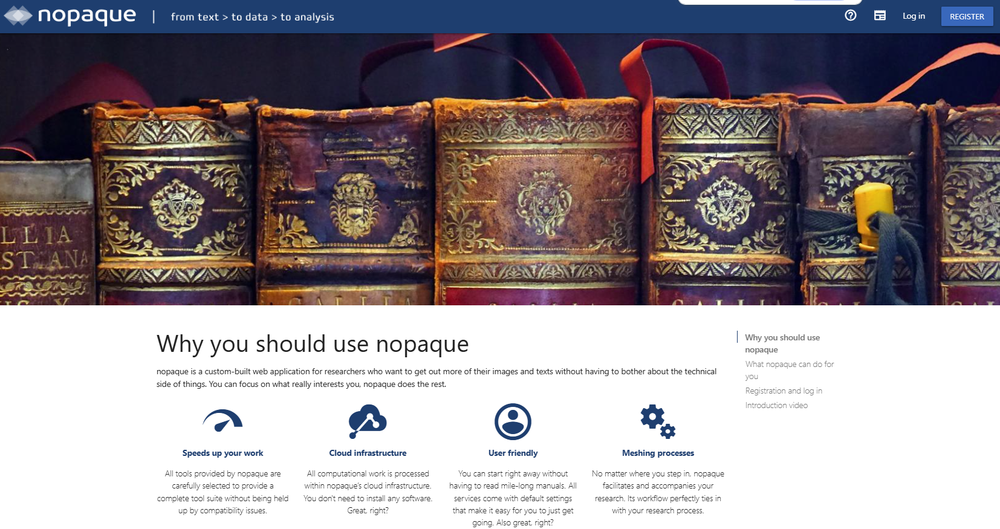 nopaque | from text > to data > to analysis
Log in
REGISTER
LLIA
STANA
GALLIA
Why you should use nopaque
nopaque is a custom-built web application for researchers who want to get out more of their images and texts without having to bother about the technical
side of things. You can focus on what really interests you, nopaque does the rest.
Speeds up your work
All tools provided by nopaque are
carefully selected to provide a
complete tool suite without being held
up by compatibility issues.
Cloud infrastructure
All computational work is processed
within nopaque's cloud infrastructure.
You don't need to install any software.
Great, right?
User friendly
You can start right away without
having to read mile-long manuals. All
services come with default settings
that make it easy for you to just get
going. Also great, right?
Meshing processes
No matter where you step in, nopaque
facilitates and accompanies your
research. Its workflow perfectly ties in
with your research process.
Why you should use
nopaque
What nopaque can do for
you
Registration and log in
Introduction video